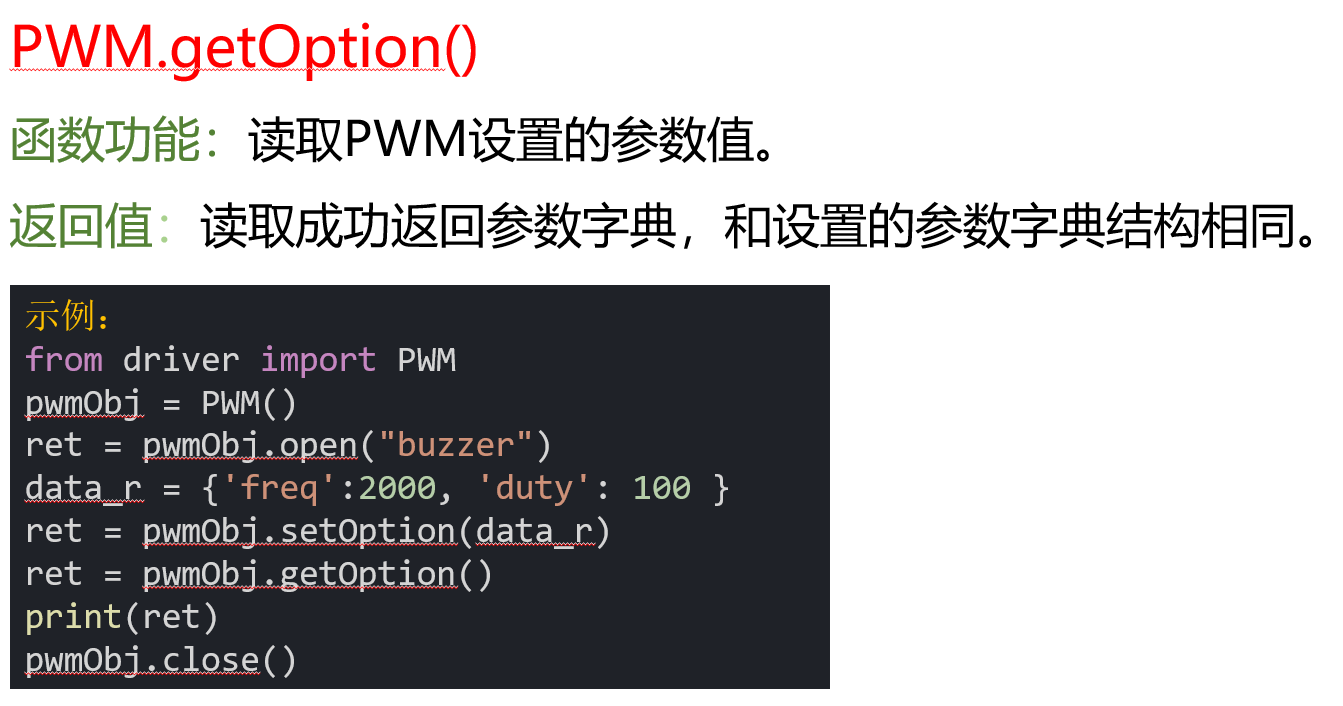 PWM.getOption()
函数功能：读取PWM设置的参数值。
返回值：读取成功返回参数字典，和设置的参数字典结构相同。
示例：
from driver import PWM
pwmObj = PWM()
ret = pwmObj.open("buzzer")
data_r = {'freq':2000, 'duty': 100 }
ret = pwmObj.setOption(data_r)
ret = pwmObj.getOption()
print(ret)
pwmObj.close()